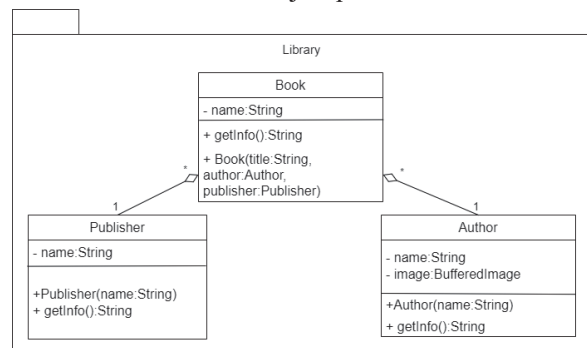 Library
Book
- name:String
+ getInfo():String
+ Book(title:String,
author:Author,
publisher:Publisher)
*
*
1
1
Publisher
- name:String
+Publisher(name:String)
+ getInfo():String
Author
- name:String
- image:BufferedImage
+Author(name:String)
+ getInfo():String